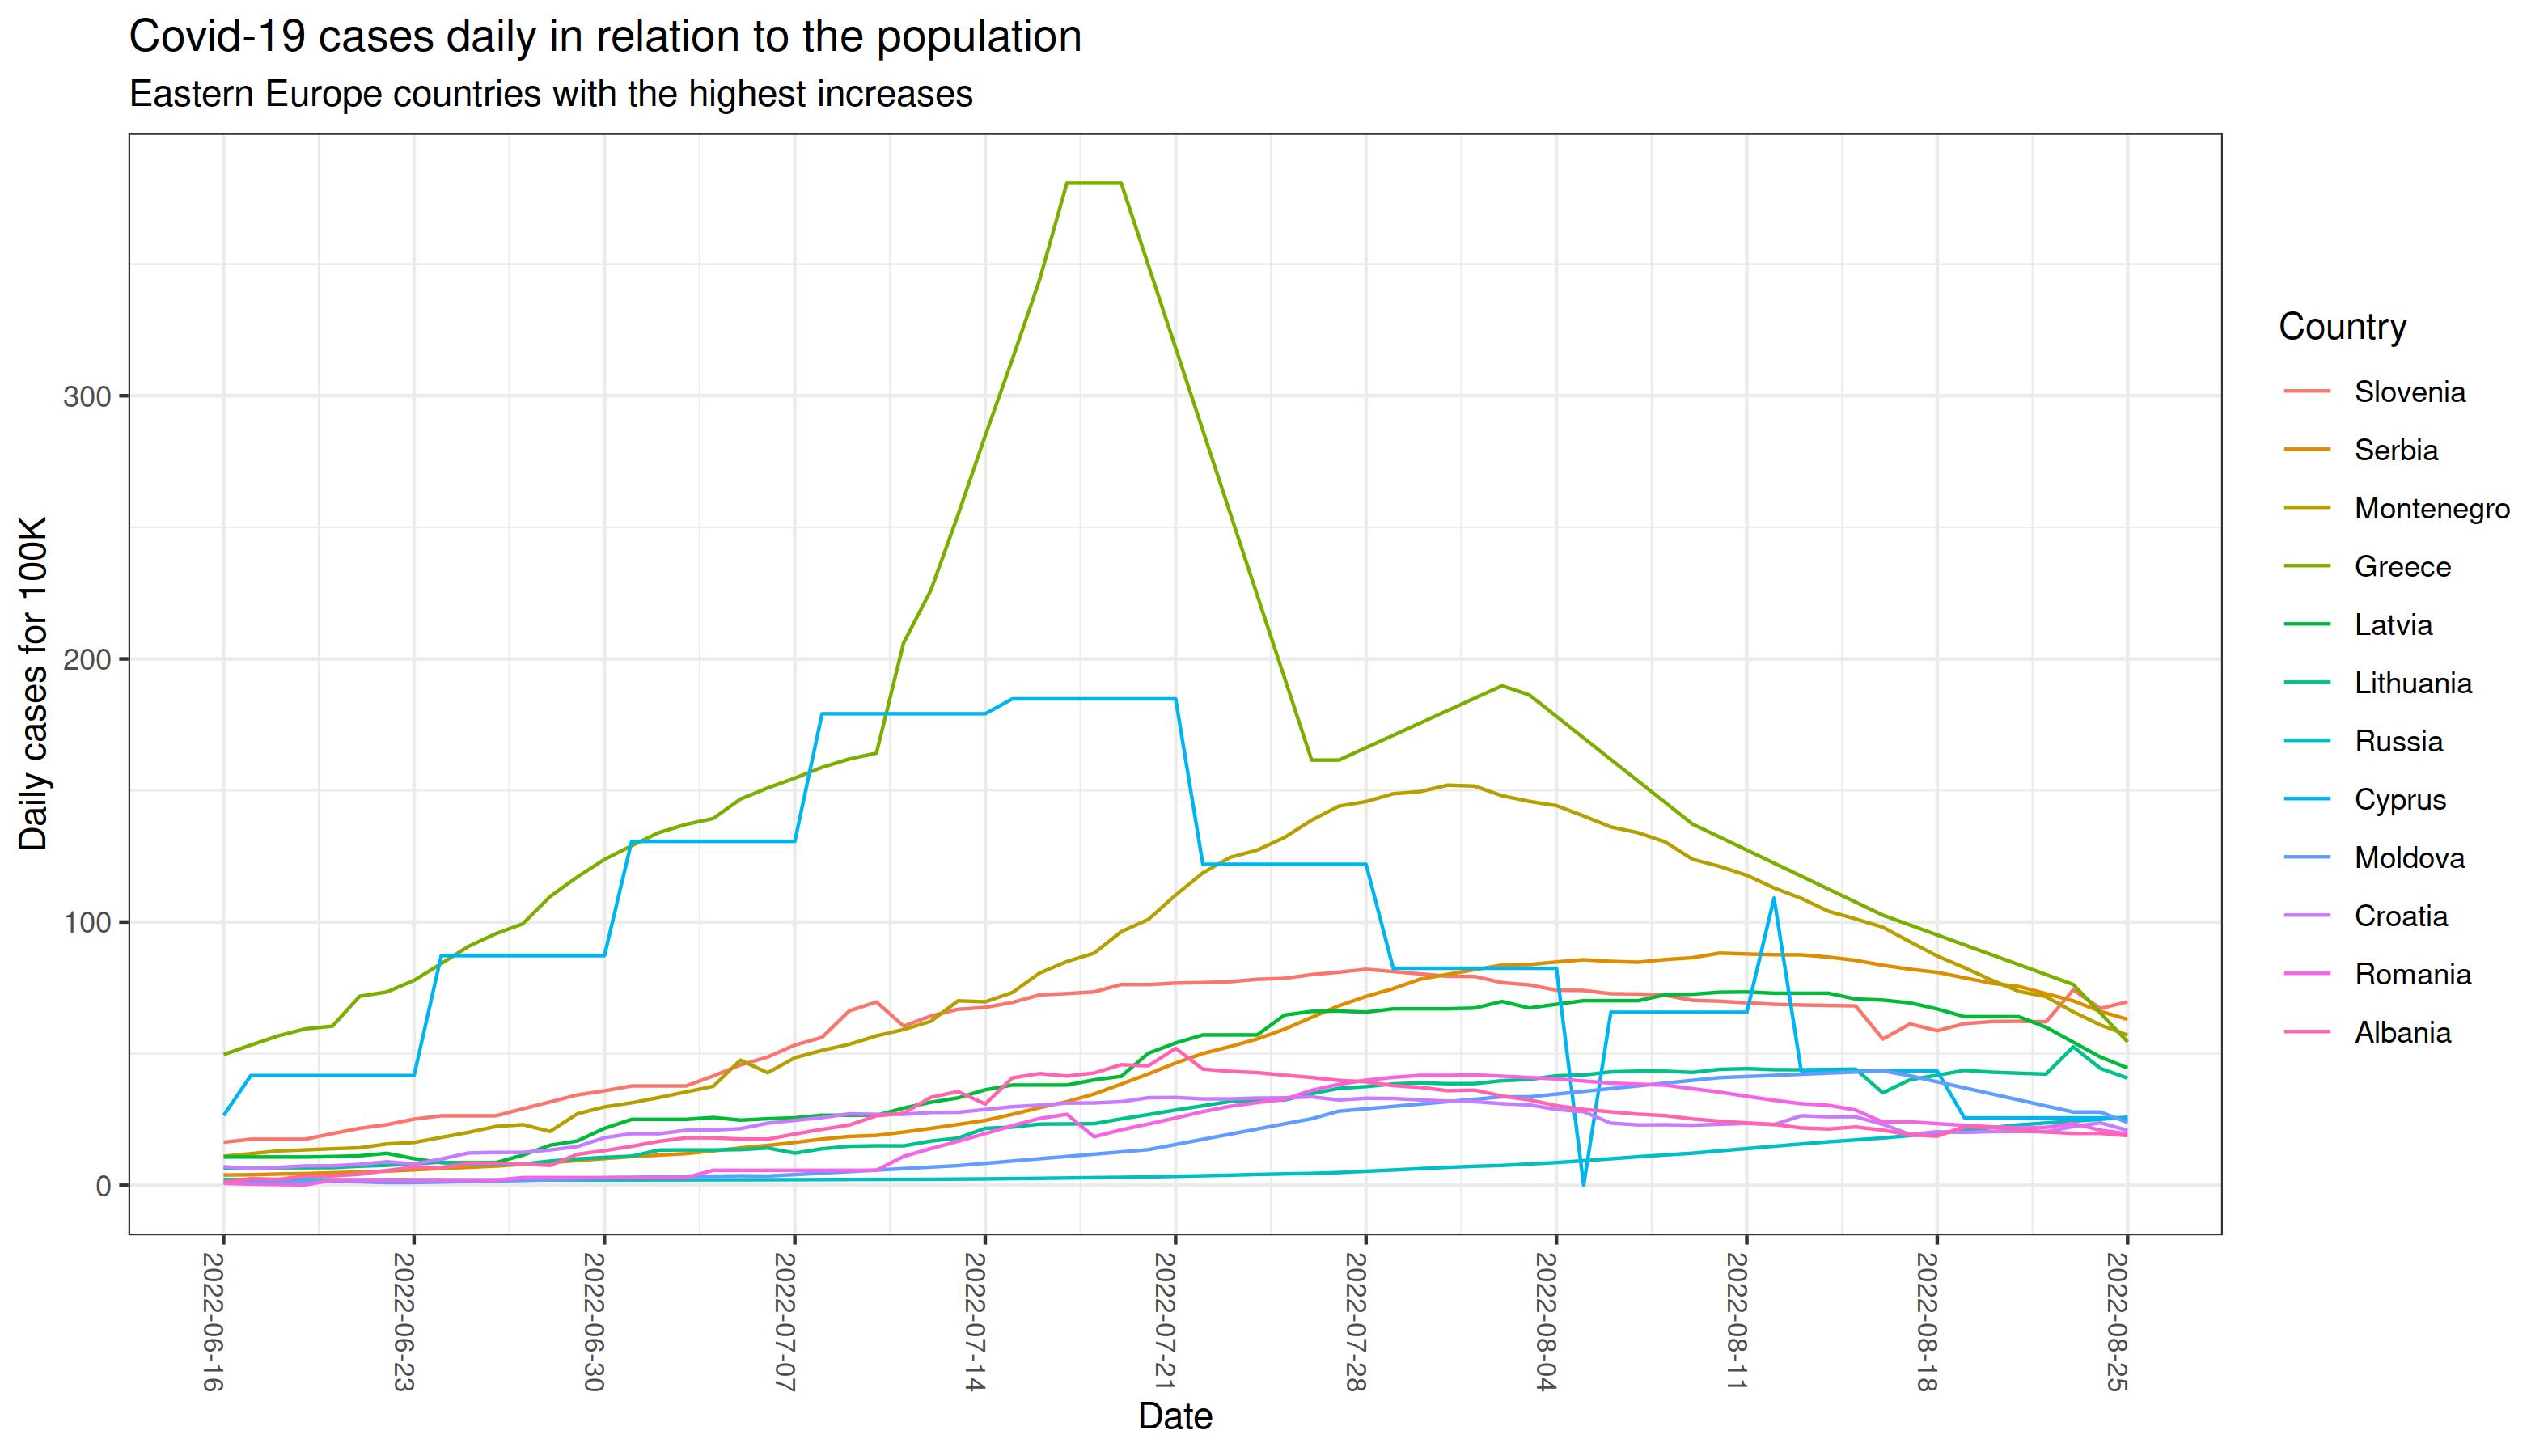 Covid-19 cases daily in relation to the population
Eastern Europe countries with the highest increases
Daily cases for 100K
300
200
100
0
2022-06-16
2022-06-23
2022-06-30
2022-07-07
2022-07-14
2022-07-21
2022-07-28
2022-08-04
2022-08-11
2022-08-18
2022-08-25
Date
Country
Slovenia
Serbia
Montenegro
Greece
Latvia
Lithuania
Russia
Cyprus
Moldova
Croatia
Romania
Albania